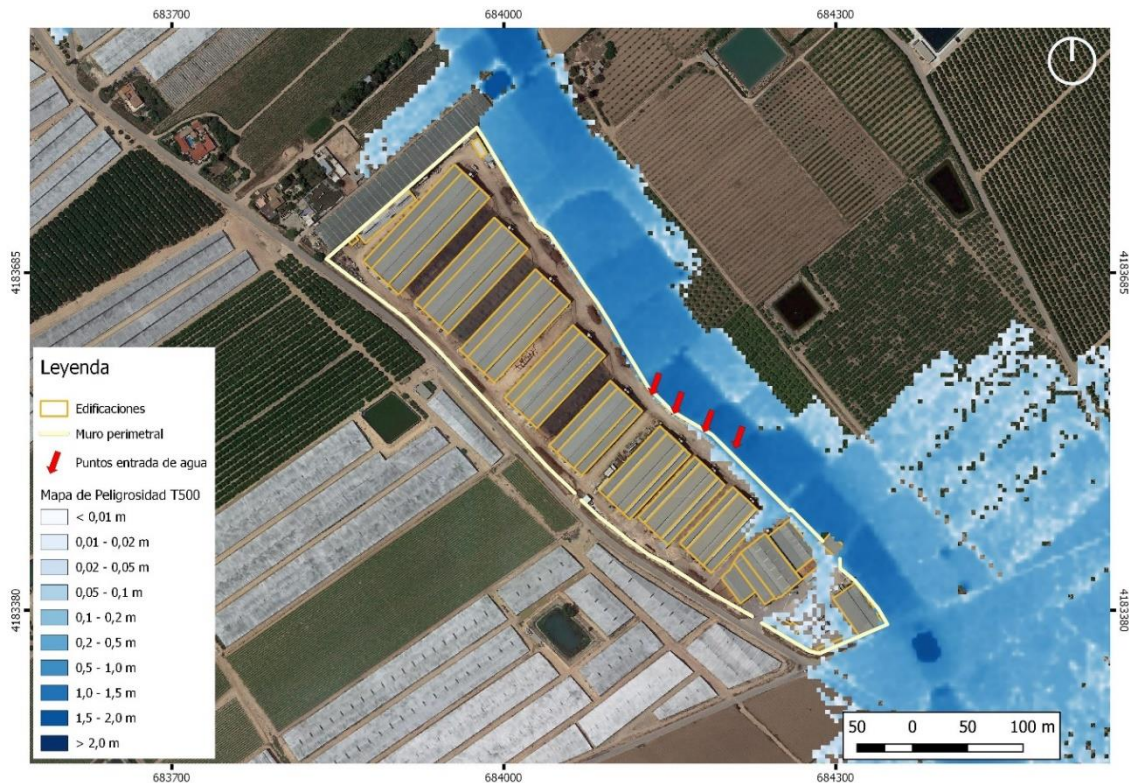 683700
684000
684300
4183685
4183685
Leyenda
Edificaciones
Muro perimetral
Puntos entrada de agua
Mapa de Peligrosidad T500
< 0,01 m
0,01 - 0,02 m
0,02 - 0,05 m
0,05 - 0,1 m
0,1 - 0,2 m
0,2 - 0,5 m
0,5 - 1,0 m
1,0 - 1,5 m
1,5 - 2,0 m
> 2,0 m
4183380
4183380
50 0 50 100 m
683700
684000
684300